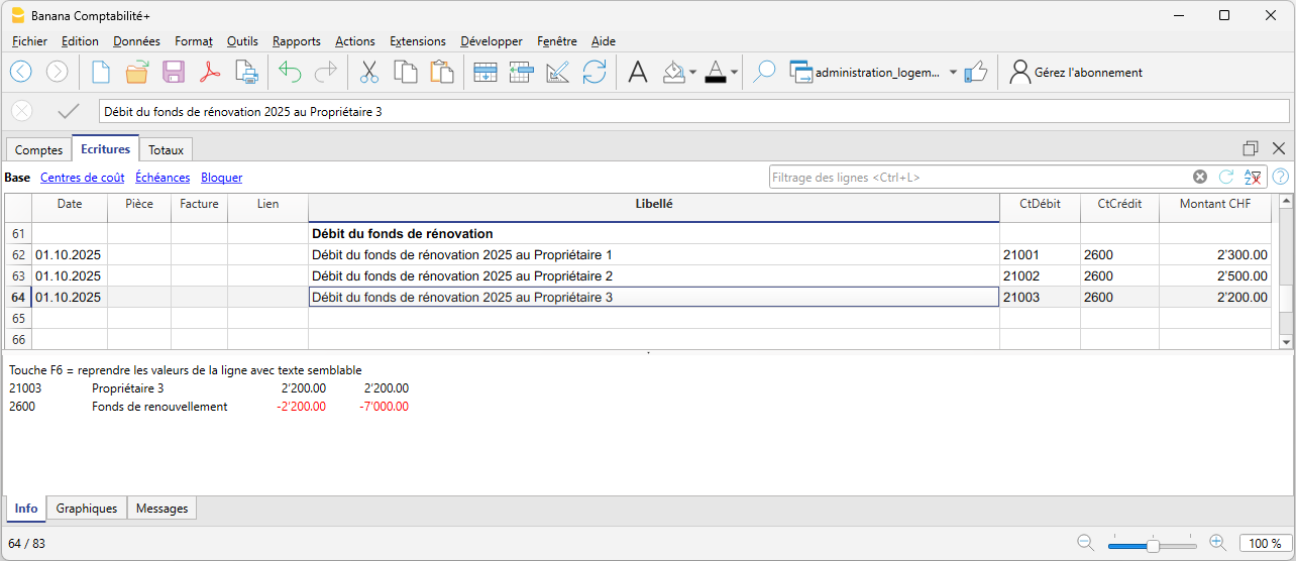 Banana Comptabilité+
Fichier Edition Données Format Outils Rapports Actions Extensions Développer Fenêtre Aide
administration_logem... Gérez l'abonnement
Débit du fonds de rénovation 2025 au Propriétaire 3
Comptes Ecritures Totaux
Base Centres de coût Échéances Bloquer Filtrage des lignes <Ctrl+L>
Date Pièce Facture Lien Libellé CtDébit CtCrédit Montant CHF
61 Débit du fonds de rénovation
62 01.10.2025 Débit du fonds de rénovation 2025 au Propriétaire 1 21001 2600 2'300.00
63 01.10.2025 Débit du fonds de rénovation 2025 au Propriétaire 2 21002 2600 2'500.00
64 01.10.2025 Débit du fonds de rénovation 2025 au Propriétaire 3 21003 2600 2'200.00
65
66
Touche F6 = reprendre les valeurs de la ligne avec texte semblable
21003 Propriétaire 3 2'200.00 2'200.00
2600 Fonds de renouvellement -2'200.00 -7'000.00
Info Graphiques Messages
64 / 83 100 %